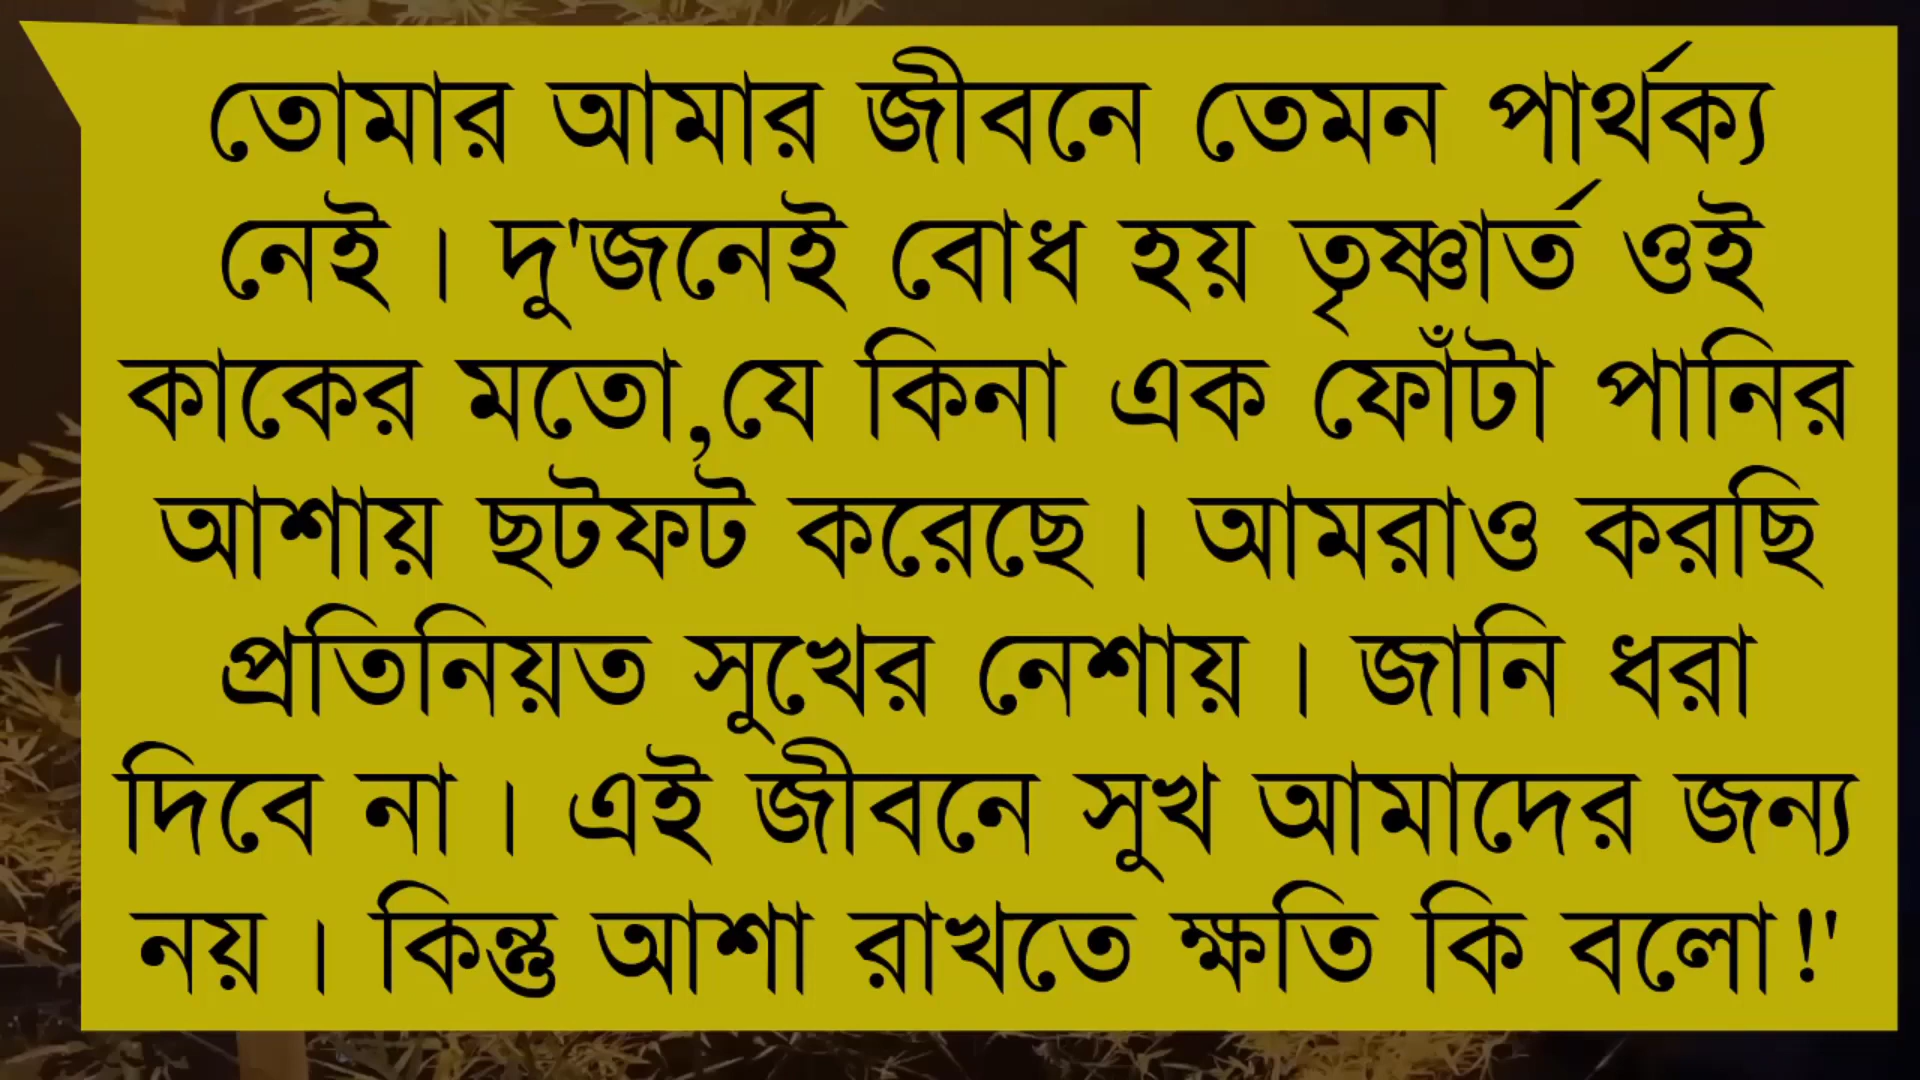 তোমার আমার জীবনে তেমন পার্থক্য
নেই। দু'জনেই বোধ হয় তৃষ্ণার্ত ওই
কাকের মতো,যে কিনা এক ফোঁটা পানির
আশায় ছটফট করেছে। আমরাও করছি
প্রতিনিয়ত সুখের নেশায়। জানি ধরা
দিবে না। এই জীবনে সুখ আমাদের জন্য
নয়। কিন্তু আশা রাখতে ক্ষতি কি বলো!'